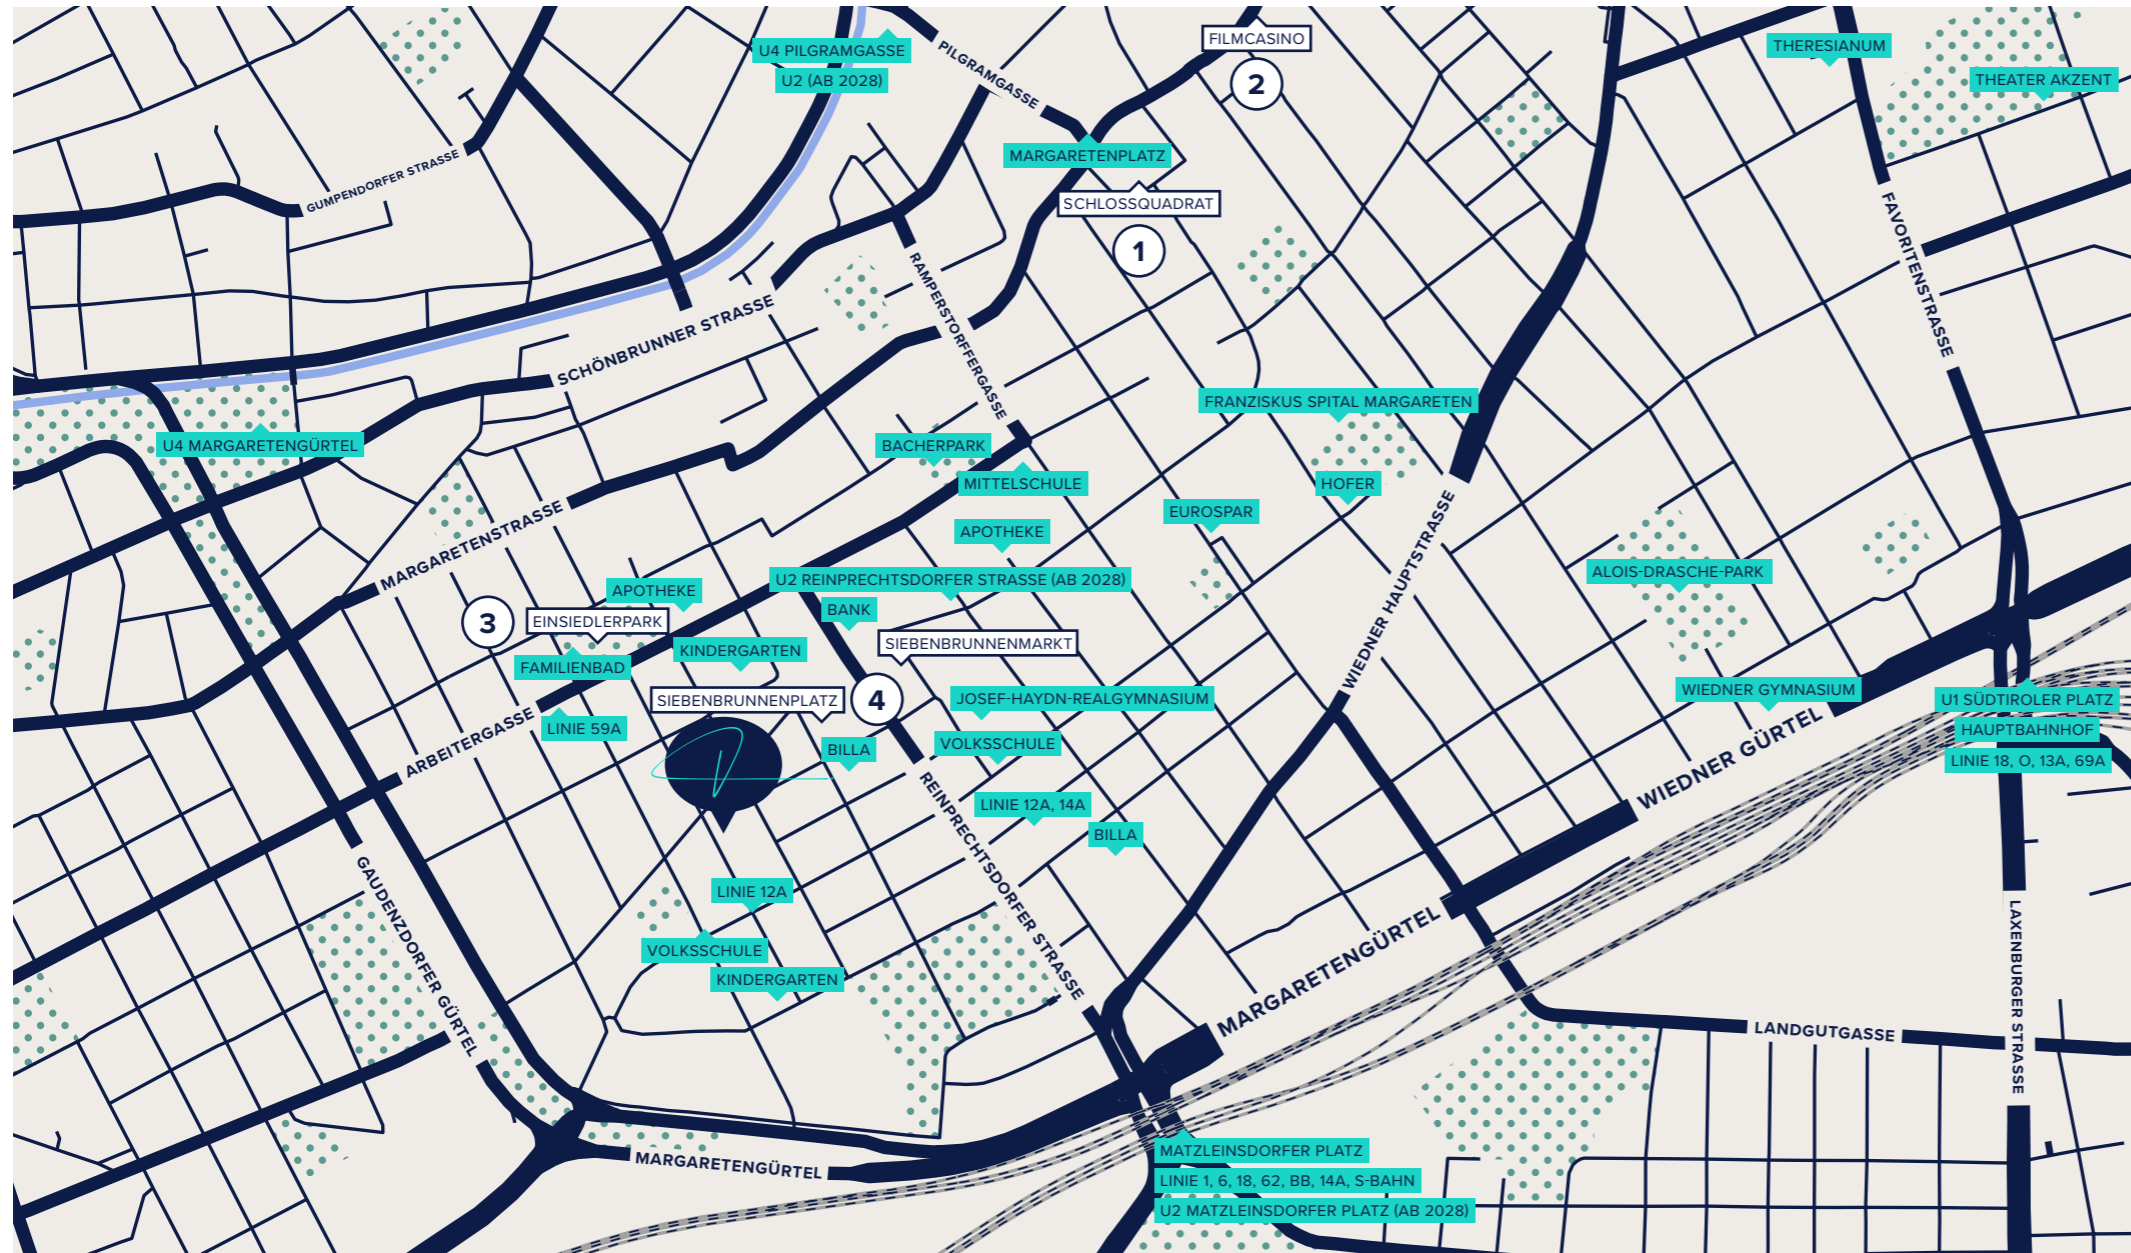 FILMCASINO
U4 PILGRAMGASSE
U2 (AB 2028)
PILGRAMGASSE
2
THERESIANUM
THEATER AKZENT
MARGARETENPLATZ
GUMPENDORFER STRASSE
SCHLOSSQUADRAT
1
FAVORITENSTRASSE
RAMPERSTORFFERGASSE
SCHÖNBRUNNER STRASSE
FRANZISKUS SPITAL MARGARETEN
U4 MARGARETENGÜRTEL
BACHERPARK
MITTELSCHULE
HOFER
EUROSPAR
APOTHEKE
MARGARETENSTRASSE
WIEDNER HAUPTSTRASSE
ALOIS-DRASCHE-PARK
U2 REINPRECHTSDORFER STRASSE (AB 2028)
APOTHEKE
BANK
3
EINSIEDLERPARK
SIEBENBRUNNENMARKT
KINDERGARTEN
FAMILIENBAD
SIEBENBRUNNENPLATZ
4
JOSEF-HAYDN-REALGYMNASIUM
WIEDNER GYMNASIUM
U1 SÜDTIROLER PLATZ
HAUPTBAHNHOF
LINIE 18, O, 13A, 69A
LINIE 59A
ARBEITERGASSE
BILLA
VOLKSSCHULE
WIEDNER GÜRTEL
LINIE 12A, 14A
BILLA
REINPRECHTSDORFER STRASSE
GAUDENZDORFER GÜRTEL
LINIE 12A
VOLKSSCHULE
KINDERGARTEN
MARGARETENGÜRTEL
LAXENBURGER STRASSE
LANDGUTGASSE
MARGARETENGÜRTEL
MATZLEINSDORFER PLATZ
LINIE 1, 6, 18, 62, BB, 14A, S-BAHN
U2 MATZLEINSDORFER PLATZ (AB 2028)